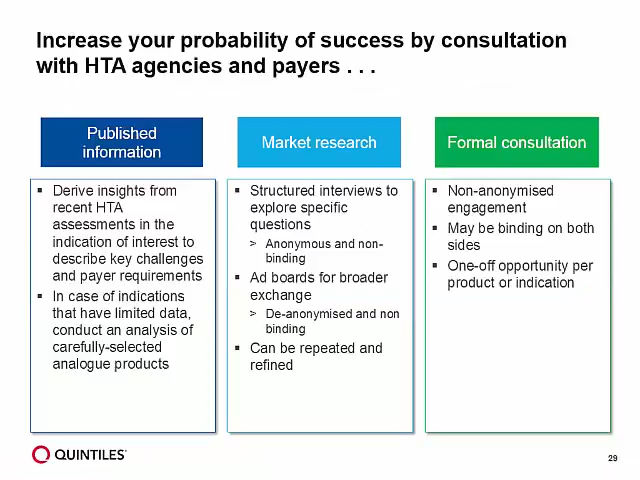 Increase your probability of success by consultation
with HTA agencies and payers . . .
Published
information
▪ Derive insights from
recent HTA
assessments in the
indication of interest to
describe key challenges
and payer requirements
▪ In case of indications
that have limited data,
conduct an analysis of
carefully-selected
analogue products
Market research
▪ Structured interviews to
explore specific
questions
> Anonymous and non-
binding
▪ Ad boards for broader
exchange
> De-anonymised and non
binding
▪ Can be repeated and
refined
Formal consultation
▪ Non-anonymised
engagement
▪ May be binding on both
sides
▪ One-off opportunity per
product or indication
QUINTILES
29